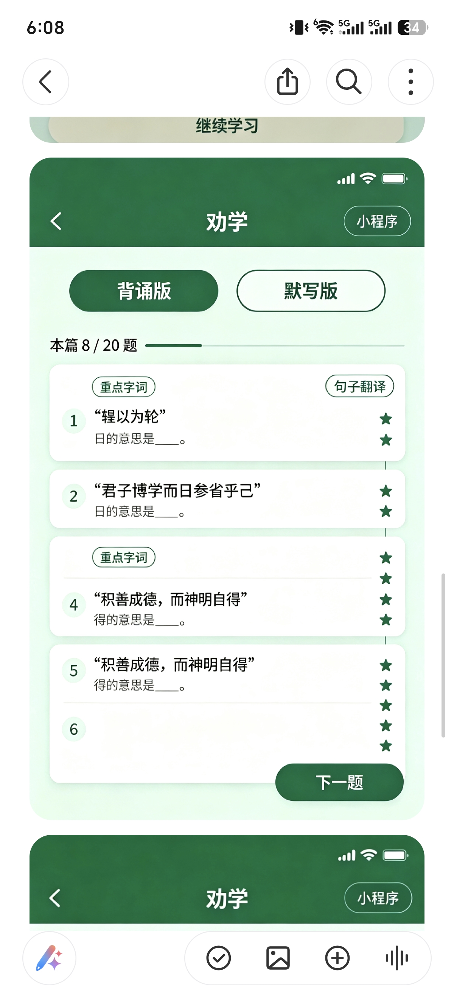 6:08
6 5G 5G 34
继续学习
劝学
小程序
背诵版
默写版
本篇 8 / 20 题
重点字词
句子翻译
1
“𫐓以为轮”
日的意思是____。
2
“君子博学而日参省乎己”
日的意思是____。
重点字词
4
“积善成德，而神明自得”
得的意思是____。
5
“积善成德，而神明自得”
得的意思是____。
6
下一题
劝学
小程序